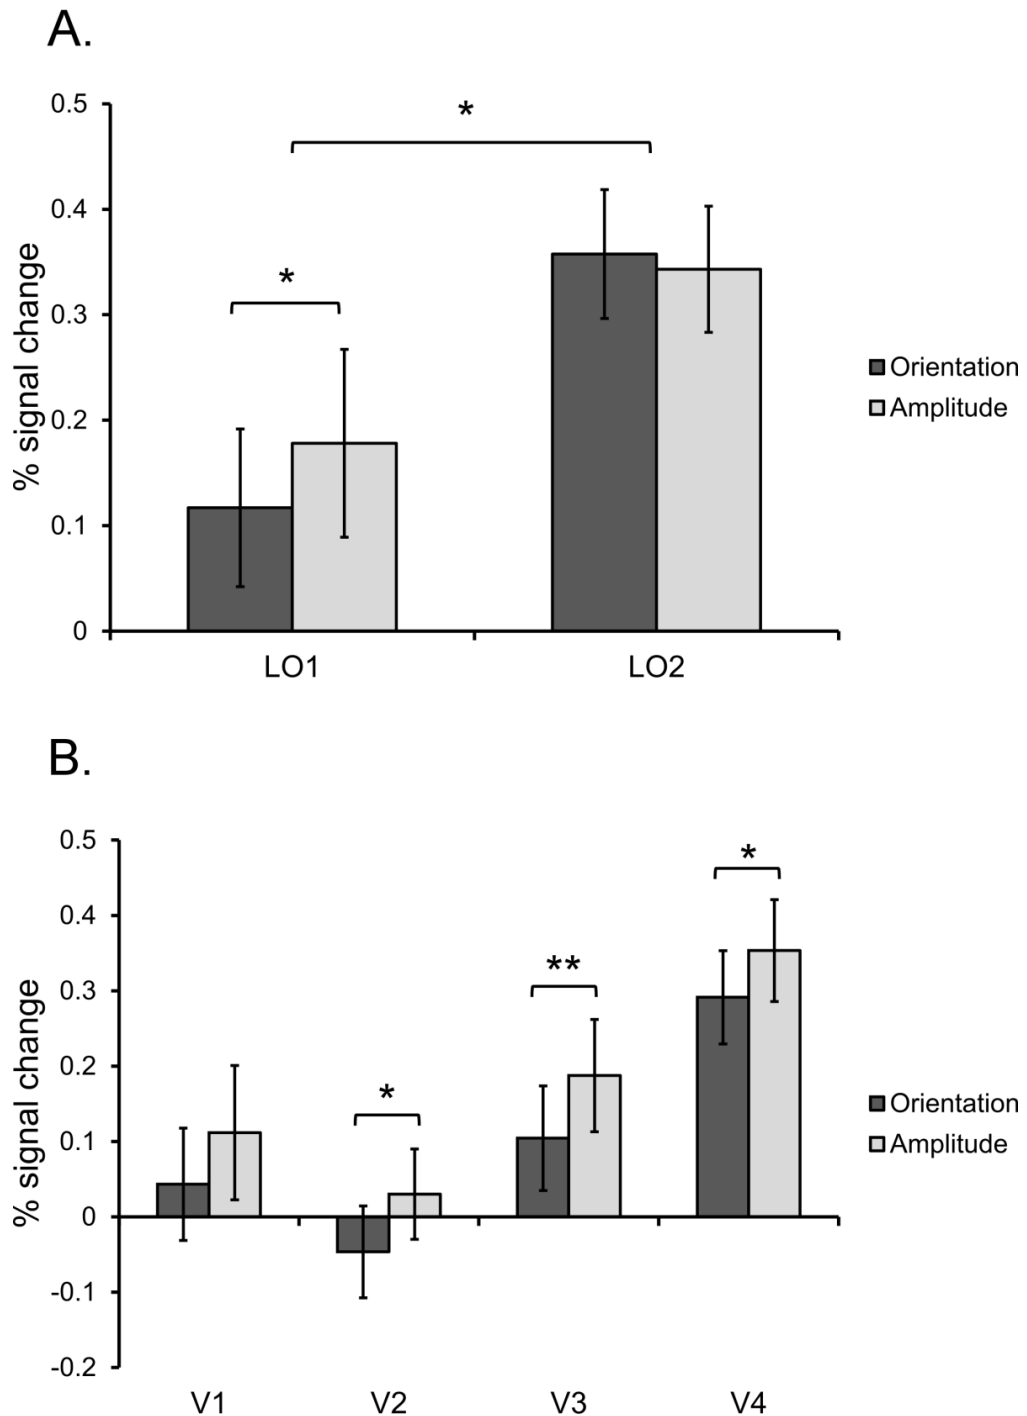 A.
% signal change
0.5
0.4
0.3
0.2
0.1
0
*
*
LO1 LO2
Orientation
Amplitude
B.
% signal change
0.5
0.4
0.3
0.2
0.1
0
-0.1
-0.2
*
**
*
V1 V2 V3 V4
Orientation
Amplitude